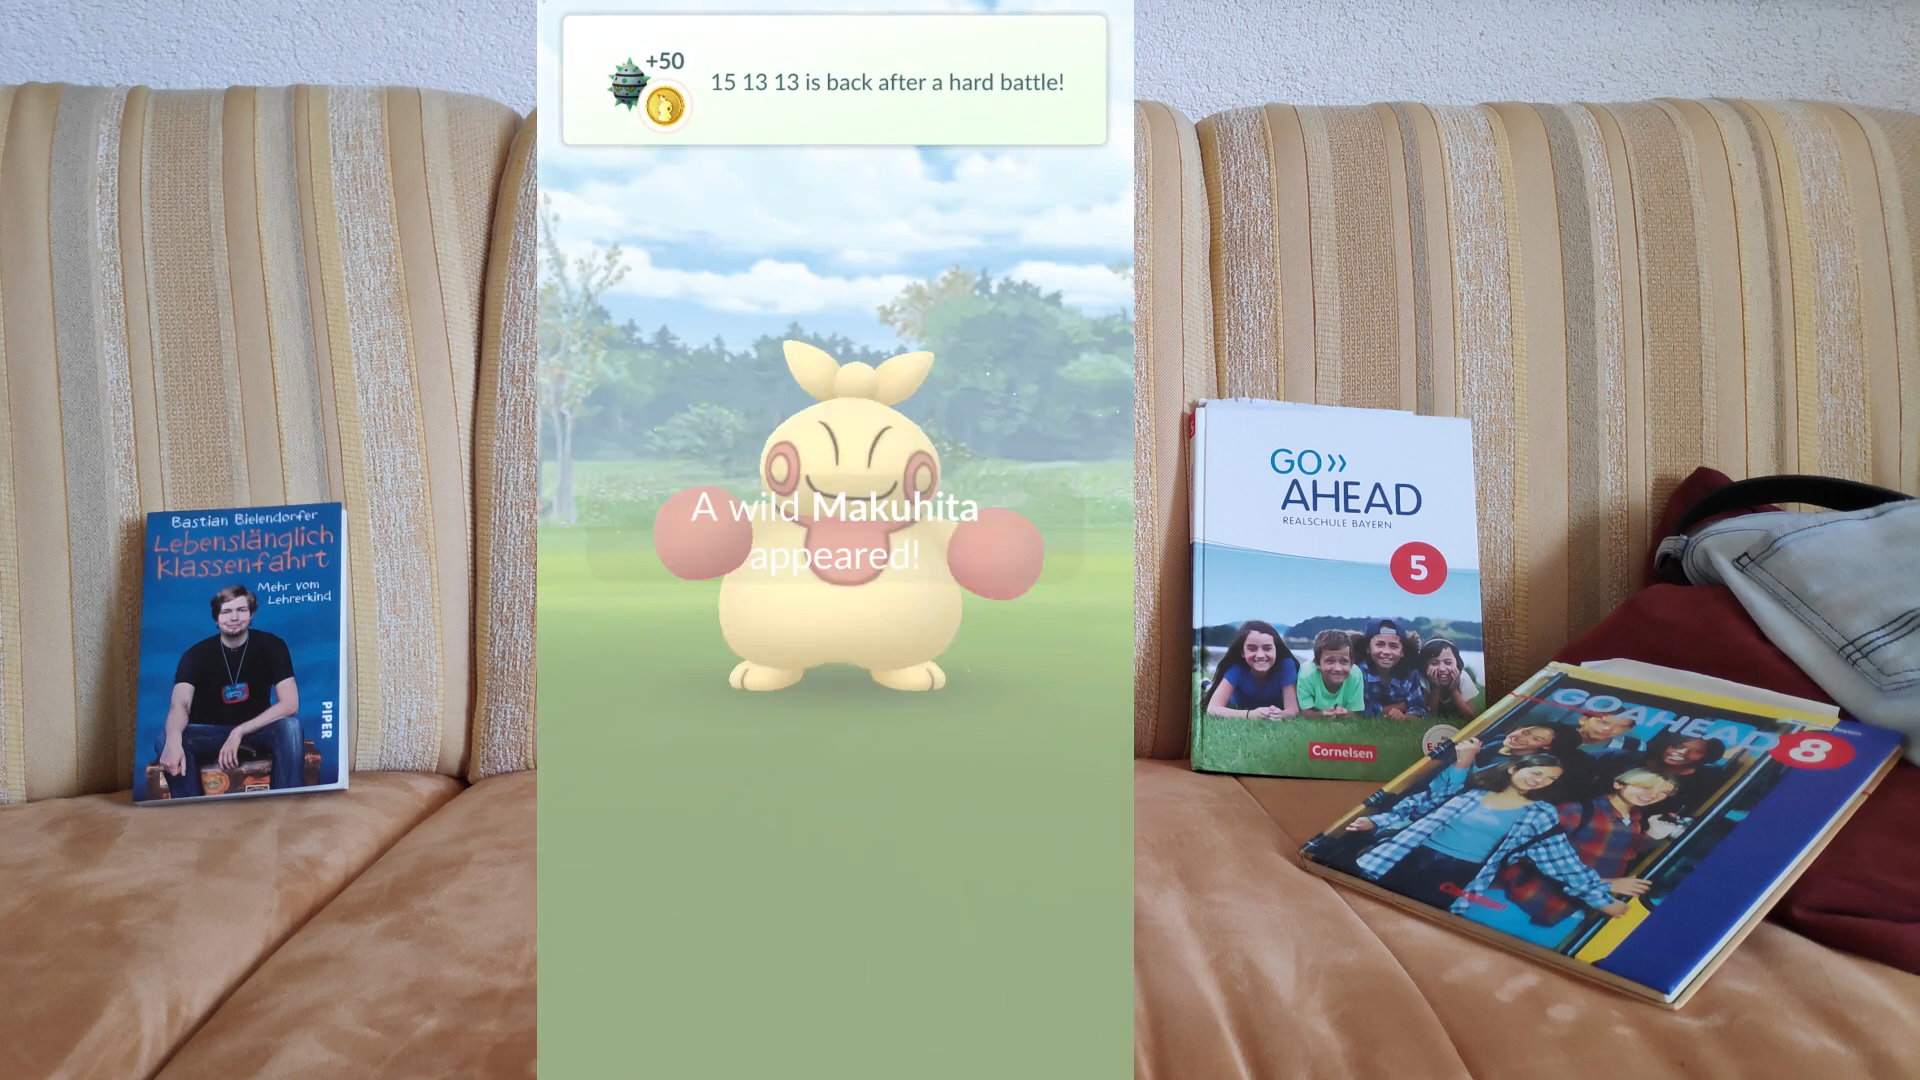 Bastian Bielendorfer
Lebenslänglich
Klassenfahrt
Mehr vom
Lehrerkind
PIPER
+50
15 13 13 is back after a hard battle!
A wild Makuhita
appeared!
GO»
AHEAD
REALSCHULE BAYERN
5
Cornelsen
GO AHEAD
8
Cornelsen